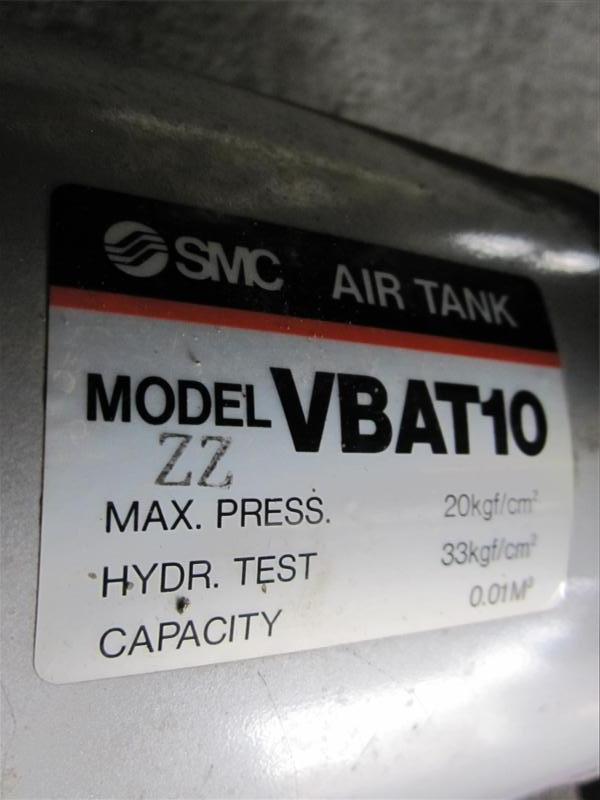 SMC AIR TANK
MODEL VBAT10
ZZ
MAX. PRESS. 20kgf/cm²
HYDR. TEST 33kgf/cm²
CAPACITY 0.01M³